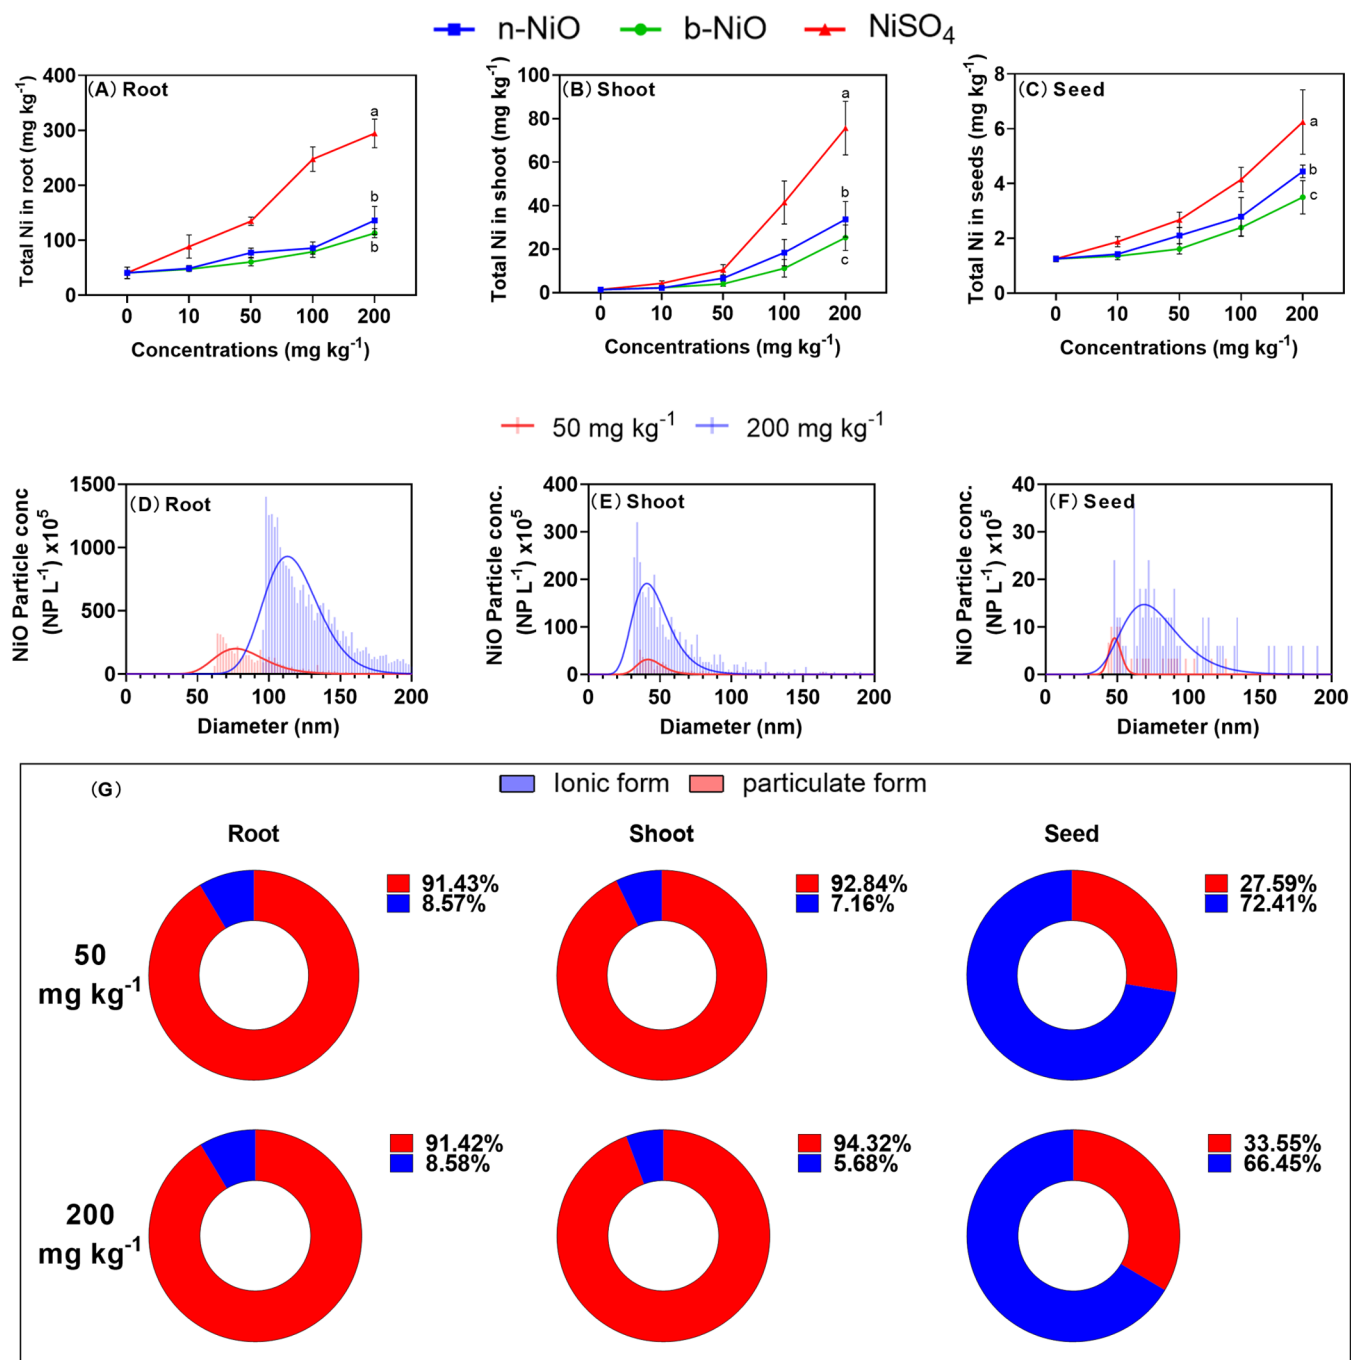 n-NiO b-NiO NiSO4
(A) Root
Total Ni in root (mg kg-1)
400
300
200
100
0
a
b
b
0 10 50 100 200
Concentrations (mg kg-1)
(B) Shoot
Total Ni in shoot (mg kg-1)
100
80
60
40
20
0
a
b
c
0 10 50 100 200
Concentrations (mg kg-1)
(C) Seed
Total Ni in seeds (mg kg-1)
8
6
4
2
0
a
b
c
0 10 50 100 200
Concentrations (mg kg-1)
50 mg kg-1 200 mg kg-1
(D) Root
NiO Particle conc
(NP L-1) x10^5
1500
1000
500
0
0 50 100 150 200
Diameter (nm)
(E) Shoot
NiO Particle conc.
(NP L-1) x10^5
400
300
200
100
0
0 50 100 150 200
Diameter (nm)
(F) Seed
NiO Particle conc.
(NP L-1) x10^5
40
30
20
10
0
0 50 100 150 200
Diameter (nm)
(G)
Ionic form particulate form
Root Shoot Seed
50
mg kg-1
91.43%
8.57%
92.84%
7.16%
27.59%
72.41%
200
mg kg-1
91.42%
8.58%
94.32%
5.68%
33.55%
66.45%